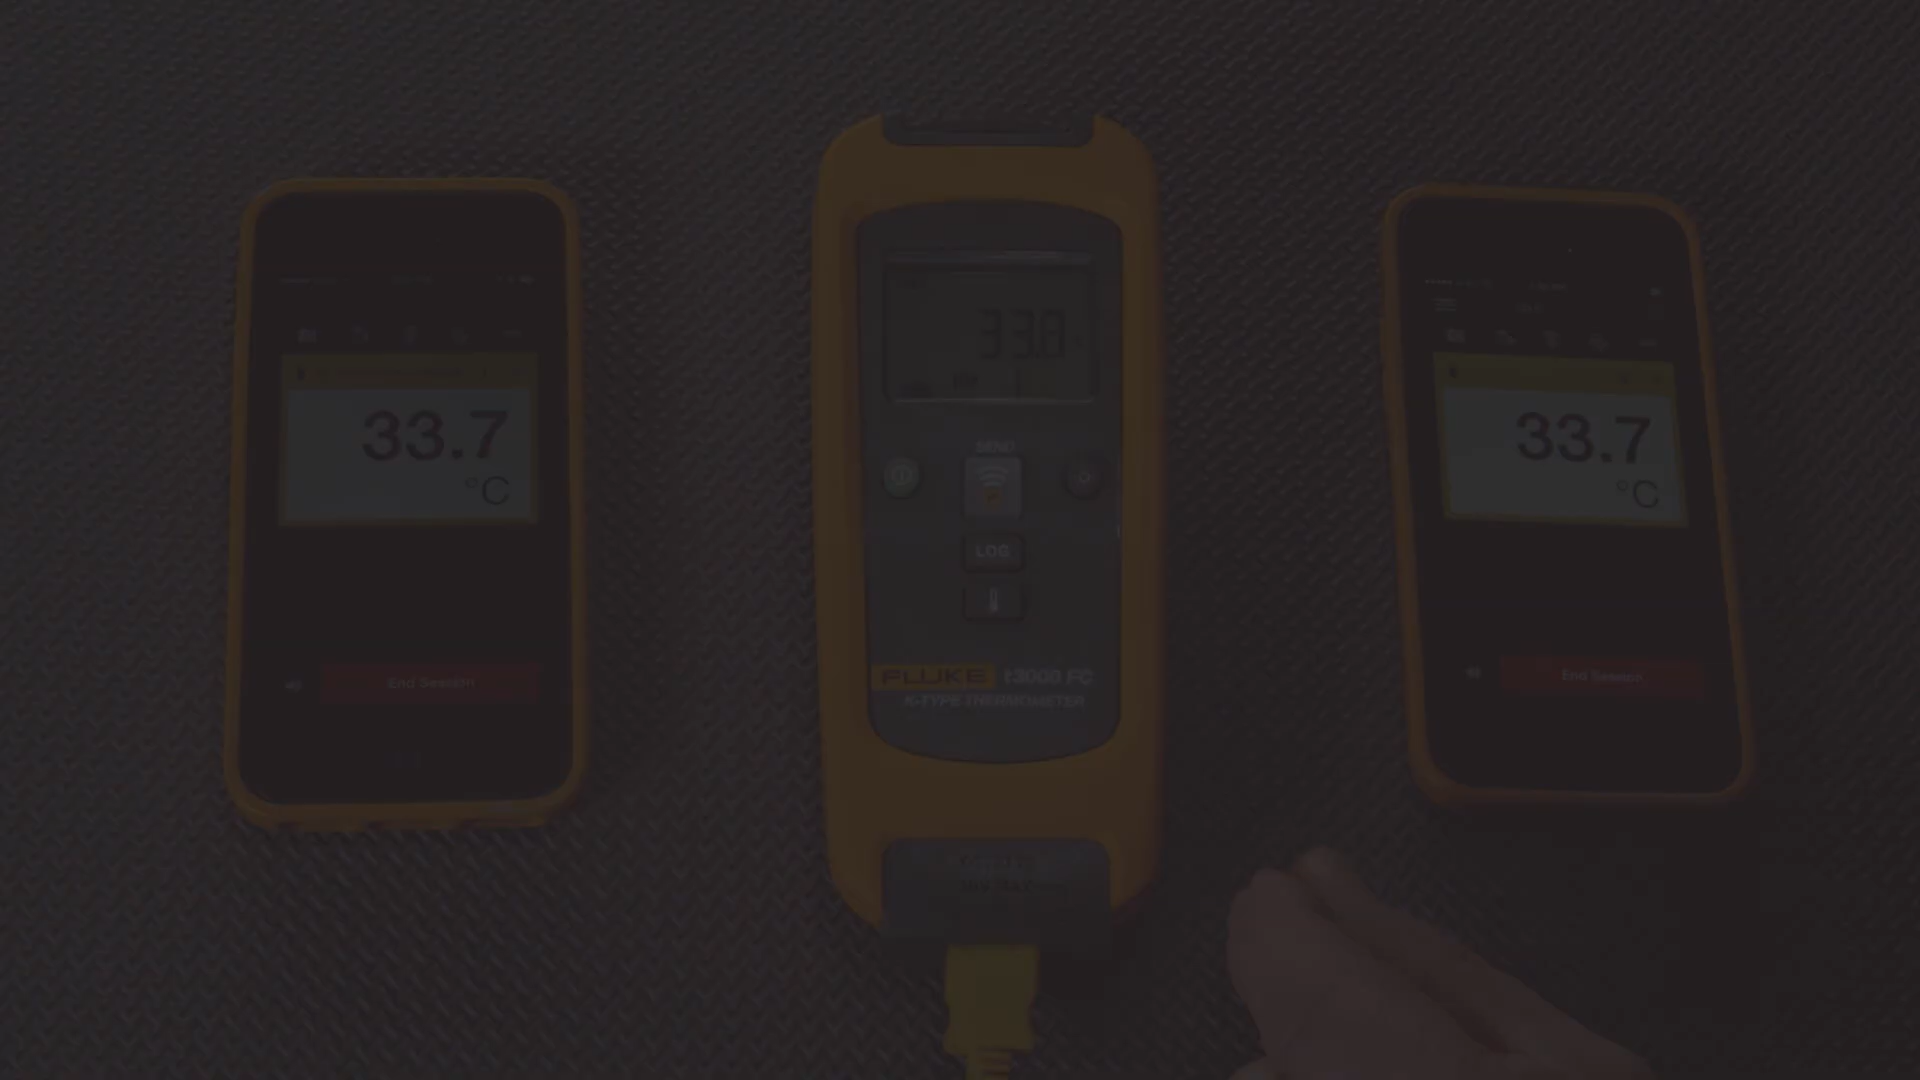 33.7
°C
End Session
33.0
SEND
LOG
FLUKE t3000 FC
K-TYPE THERMOMETER
33.7
°C
End Session